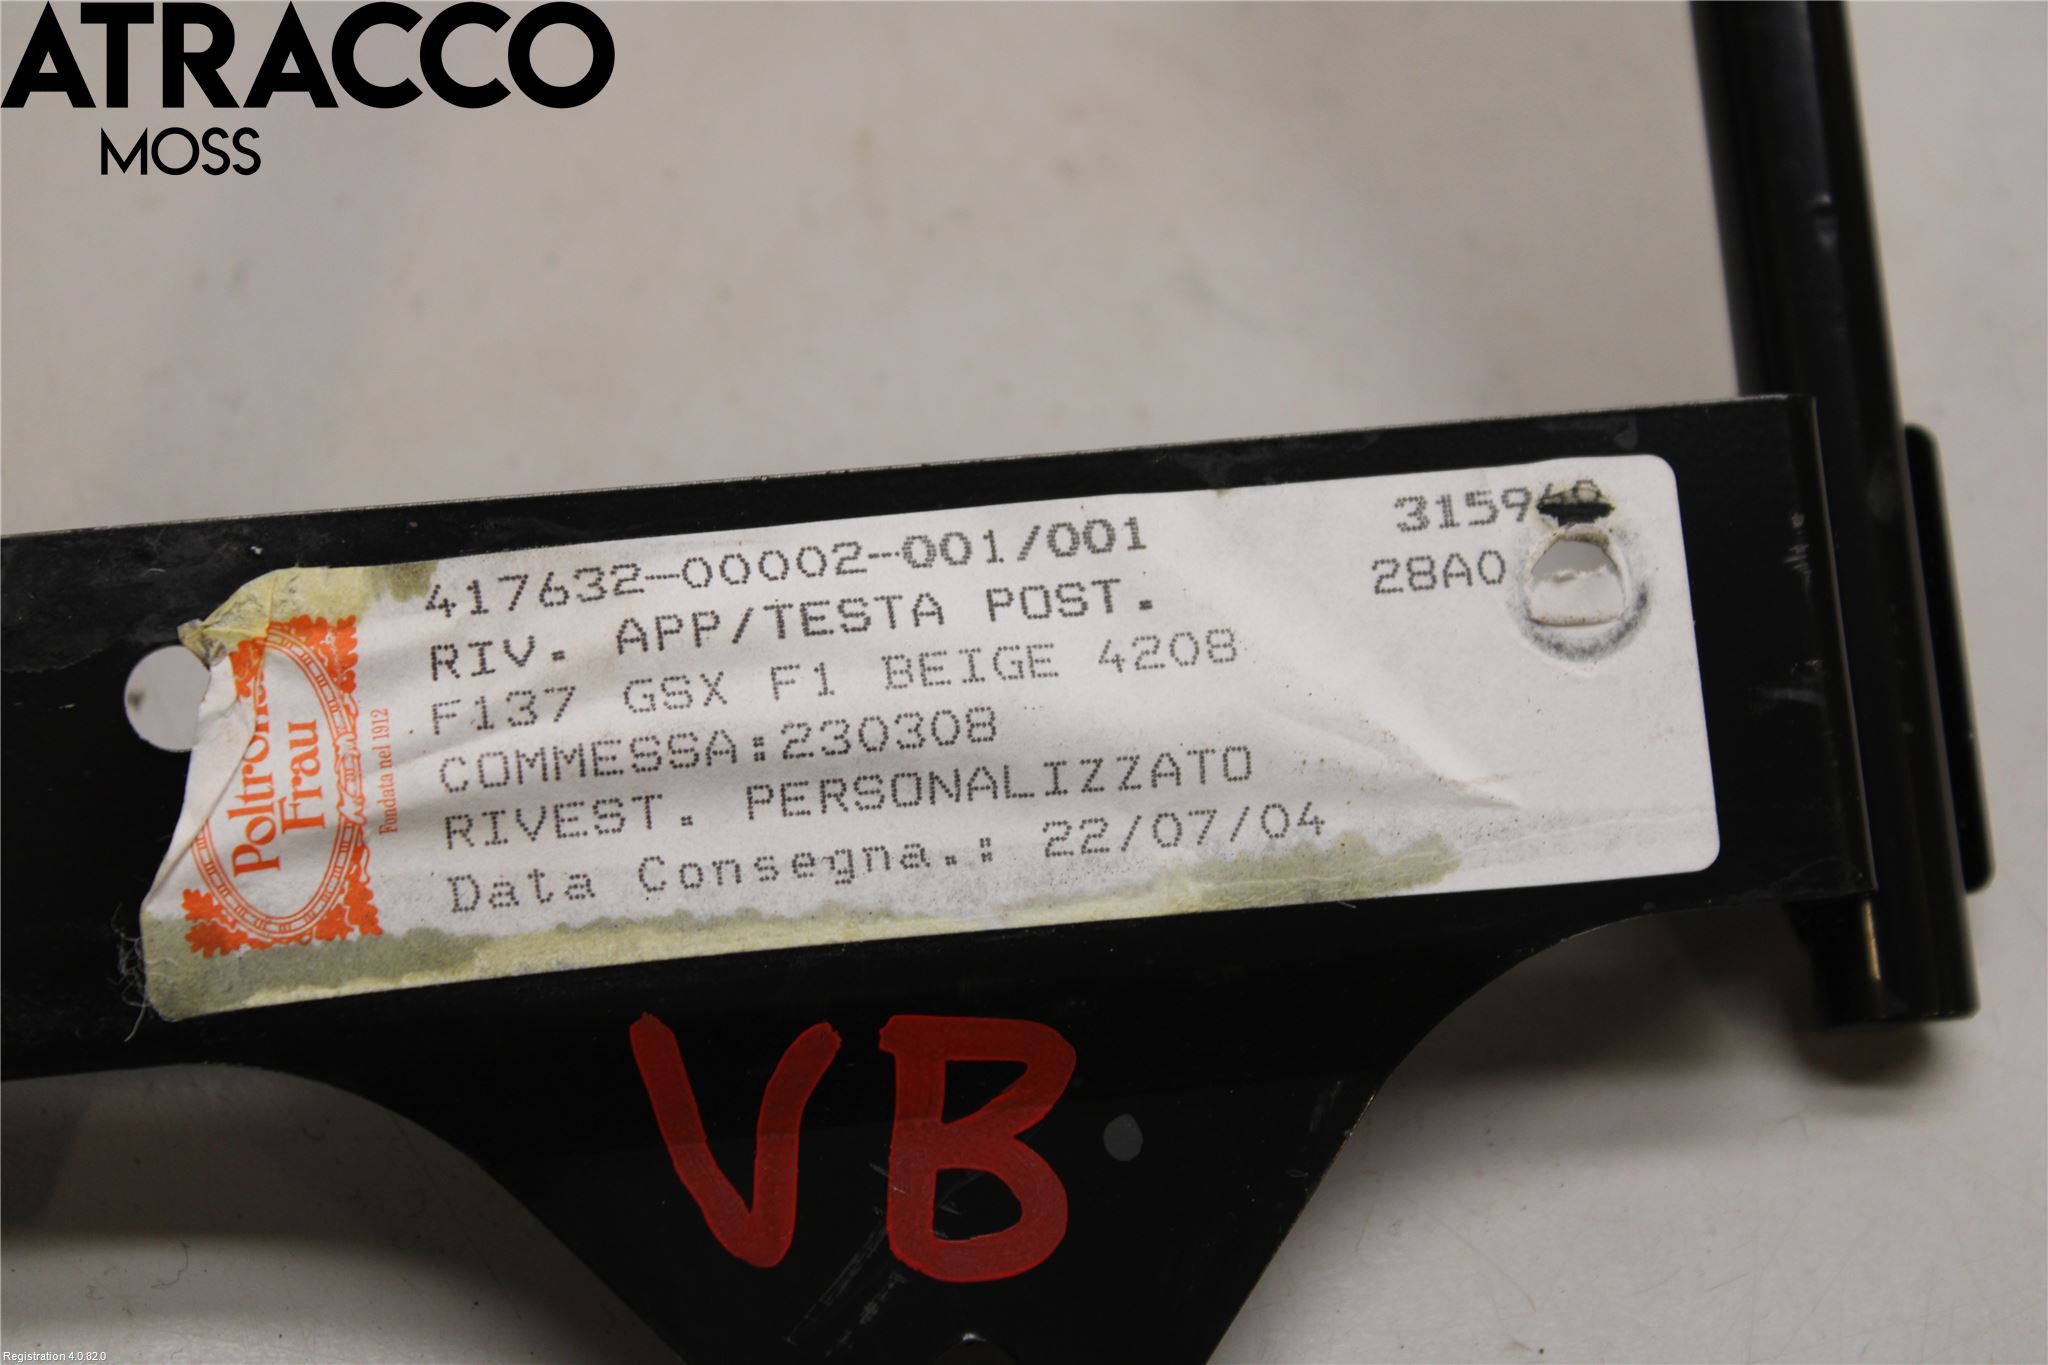 ATRACCO
MOSS
417632-00002-001/001
RIV. APP/TESTA POST.
F137 GSX F1 BEIGE 4208
COMMESSA:230308
RIVEST. PERSONALIZZATO
Data Consegna.: 22/07/04
28A0
Poltrona
Frau
Fondata nel 1912
VB
Registration 4.0.82.0